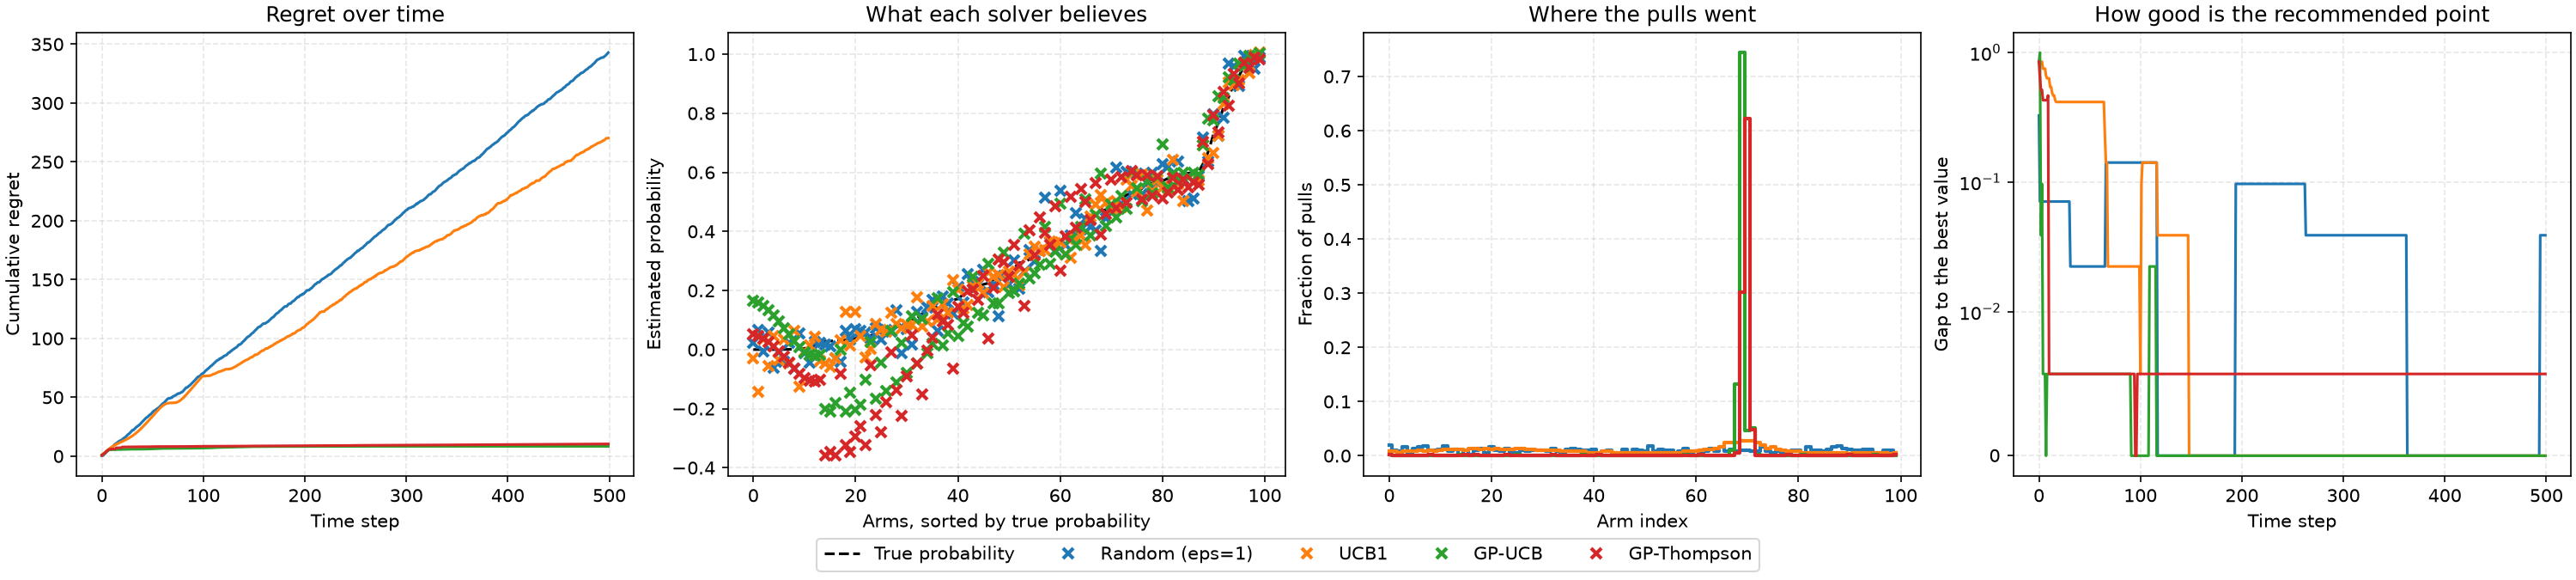 Regret over time
350
300
250
200
150
100
50
0
0 100 200 300 400 500
Cumulative regret
Time step
What each solver believes
1.0
0.8
0.6
0.4
0.2
0.0
−0.2
−0.4
0 20 40 60 80 100
Estimated probability
Arms, sorted by true probability
Where the pulls went
0.7
0.6
0.5
0.4
0.3
0.2
0.1
0.0
0 20 40 60 80 100
Fraction of pulls
Arm index
How good is the recommended point
10⁰
10⁻¹
10⁻²
0
0 100 200 300 400 500
Gap to the best value
Time step
True probability Random (eps=1) UCB1 GP-UCB GP-Thompson